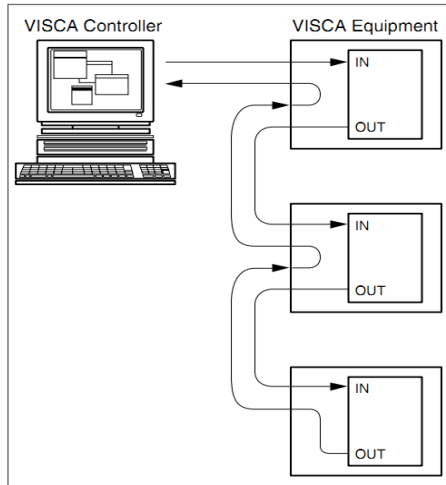 VISCA Controller
VISCA Equipment
IN
OUT
IN
OUT
IN
OUT